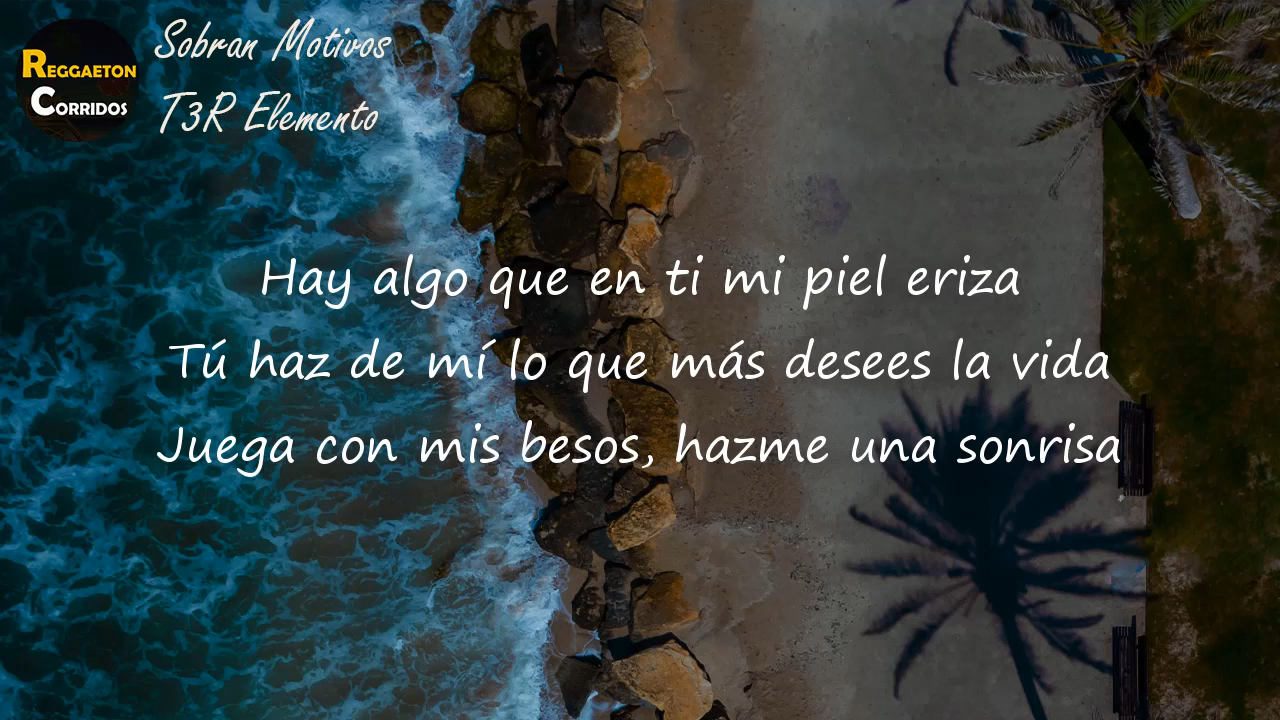 REGGAETON
CORRIDOS
Sobran Motivos
T3R Elemento
Hay algo que en ti mi piel eriza
Tú haz de mí lo que más desees la vida
Juega con mis besos, hazme una sonrisa